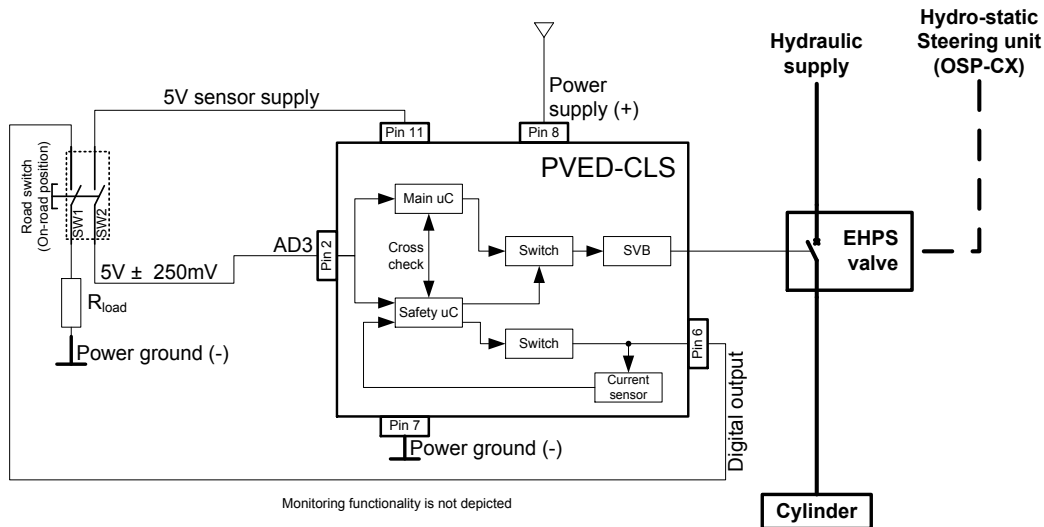 Hydro-static
Steering unit
(OSP-CX)
Hydraulic
supply
Power
supply (+)
5V sensor supply
Pin 11
Pin 8
PVED-CLS
Road switch
(On-road position)
SW1
SW2
Main uC
Cross
check
Switch
SVB
EHPS
valve
AD3
Pin 2
5V ± 250mV
Safety uC
Switch
Pin 6
Rload
Current
sensor
Power ground (-)
Pin 7
Power ground (-)
Digital output
Monitoring functionality is not depicted
Cylinder